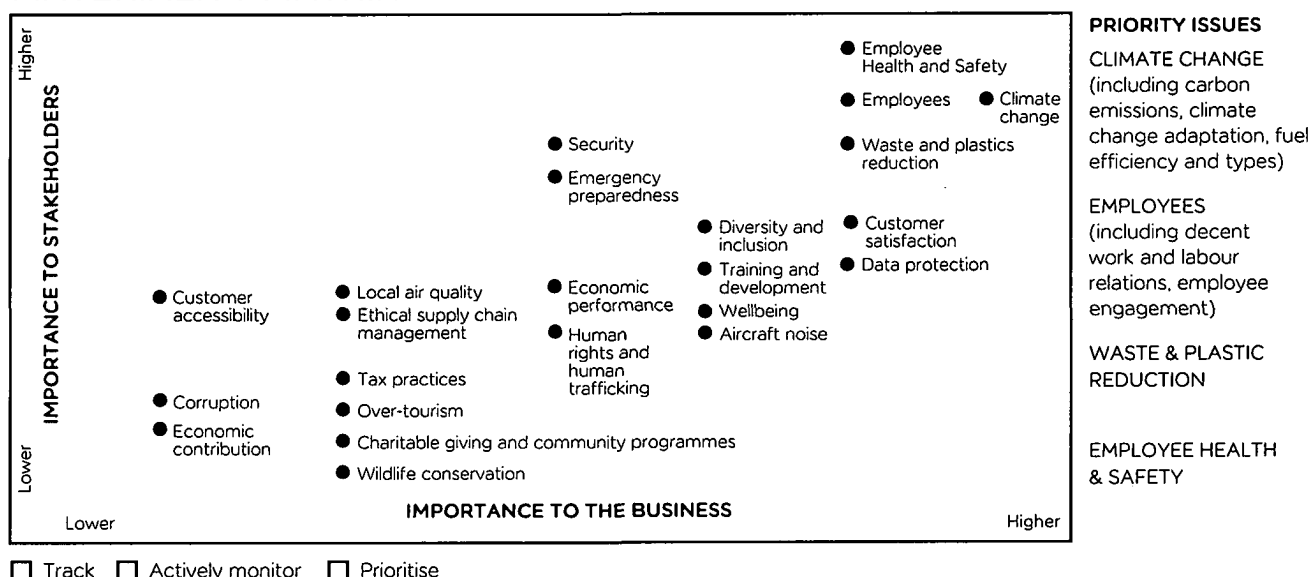 Higher
IMPORTANCE TO STAKEHOLDERS
Lower
Employee
Health and Safety
Employees
Climate
change
Security
Waste and plastics
reduction
Emergency
preparedness
Diversity and
inclusion
Customer
satisfaction
Training and
development
Data protection
Customer
accessibility
Local air quality
Ethical supply chain
management
Economic
performance
Wellbeing
Human
rights and
human
trafficking
Aircraft noise
Tax practices
Corruption
Over-tourism
Economic
contribution
Charitable giving and community programmes
Wildlife conservation
Lower
IMPORTANCE TO THE BUSINESS
Higher
Track
Actively monitor
Prioritise
PRIORITY ISSUES
CLIMATE CHANGE
(including carbon
emissions, climate
change adaptation, fuel
efficiency and types)
EMPLOYEES
(including decent
work and labour
relations, employee
engagement)
WASTE & PLASTIC
REDUCTION
EMPLOYEE HEALTH
& SAFETY